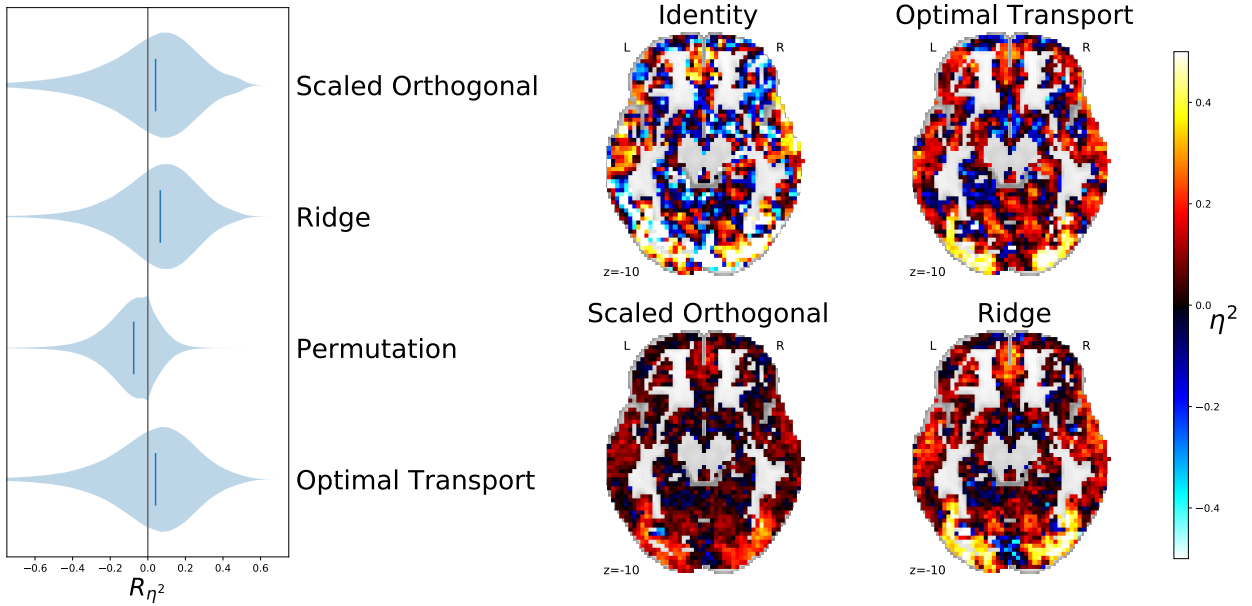 Scaled Orthogonal
Ridge
Permutation
Optimal Transport
−0.6 −0.4 −0.2 0.0 0.2 0.4 0.6
R_η²
Identity
L R
z=-10
Optimal Transport
L R
z=-10
Scaled Orthogonal
L R
z=-10
Ridge
L R
z=-10
0.4
0.2
0.0
−0.2
−0.4
η²